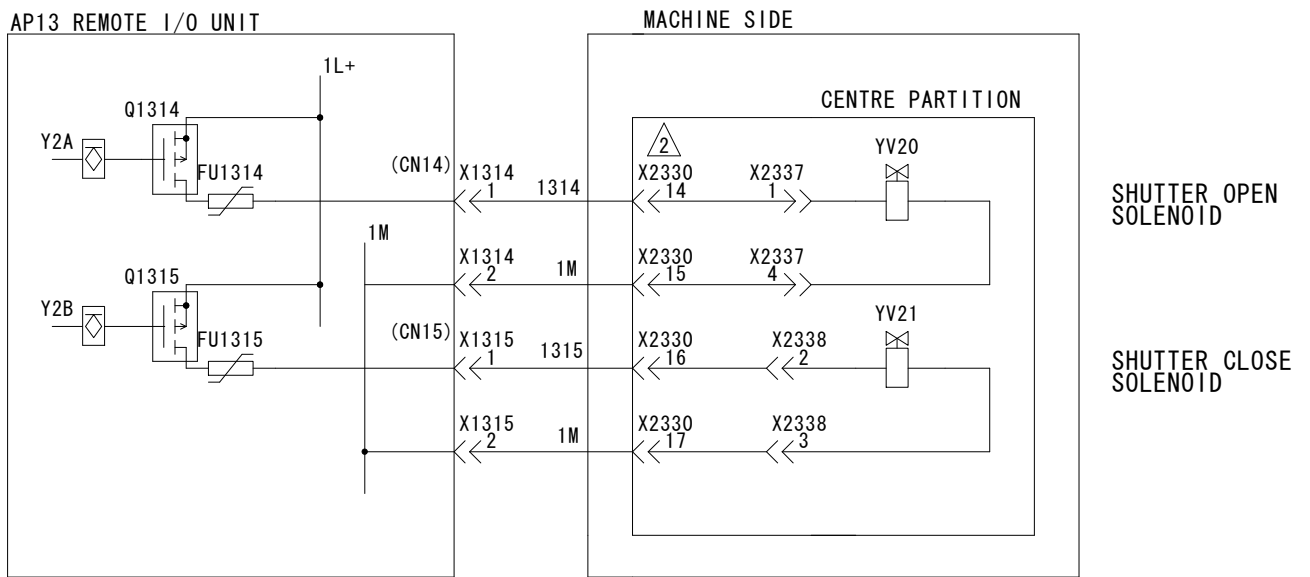 AP13 REMOTE I/O UNIT
MACHINE SIDE
1L+
CENTRE PARTITION
Q1314
2
YV20
Y2A
FU1314
(CN14)
X1314
1
1314
X2330
14
X2337
1
SHUTTER OPEN
SOLENOID
1M
X1314
2
1M
X2330
15
X2337
4
Q1315
YV21
Y2B
FU1315
(CN15)
X1315
1
1315
X2330
16
X2338
2
SHUTTER CLOSE
SOLENOID
X1315
2
1M
X2330
17
X2338
3